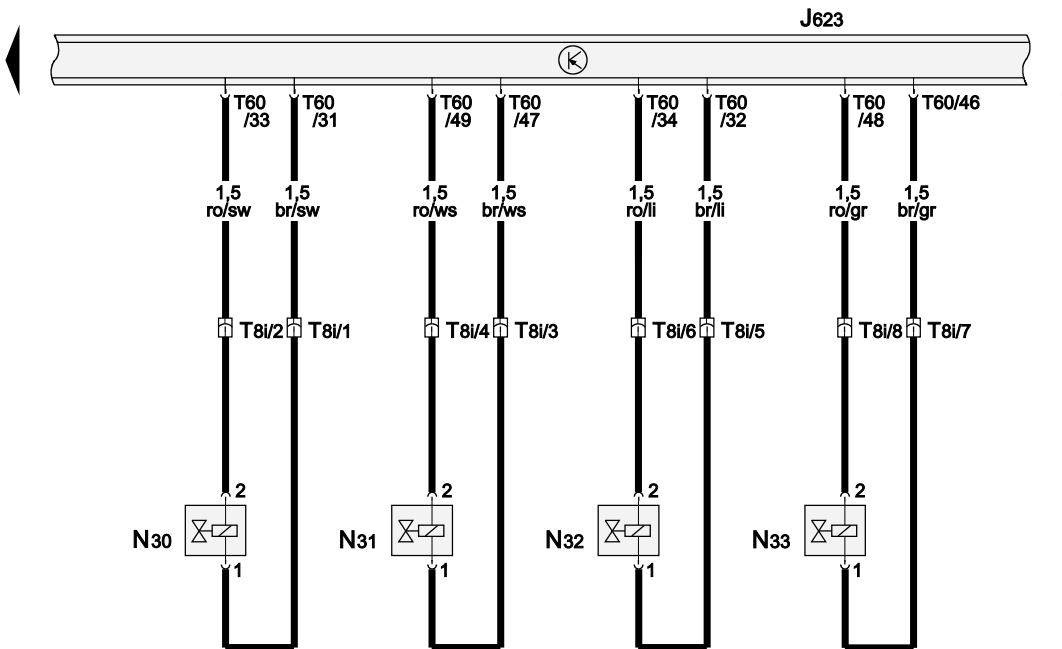 J623
T60 T60 T60 T60 T60 T60 T60 T60/46
/33 /31 /49 /47 /34 /32 /48
1,5 1,5 1,5 1,5 1,5 1,5 1,5 1,5
ro/sw br/sw ro/ws br/ws ro/li br/li ro/gr br/gr
T8i/2 T8i/1 T8i/4 T8i/3 T8i/6 T8i/5 T8i/8 T8i/7
2 2 2 2
N30 N31 N32 N33
1 1 1 1